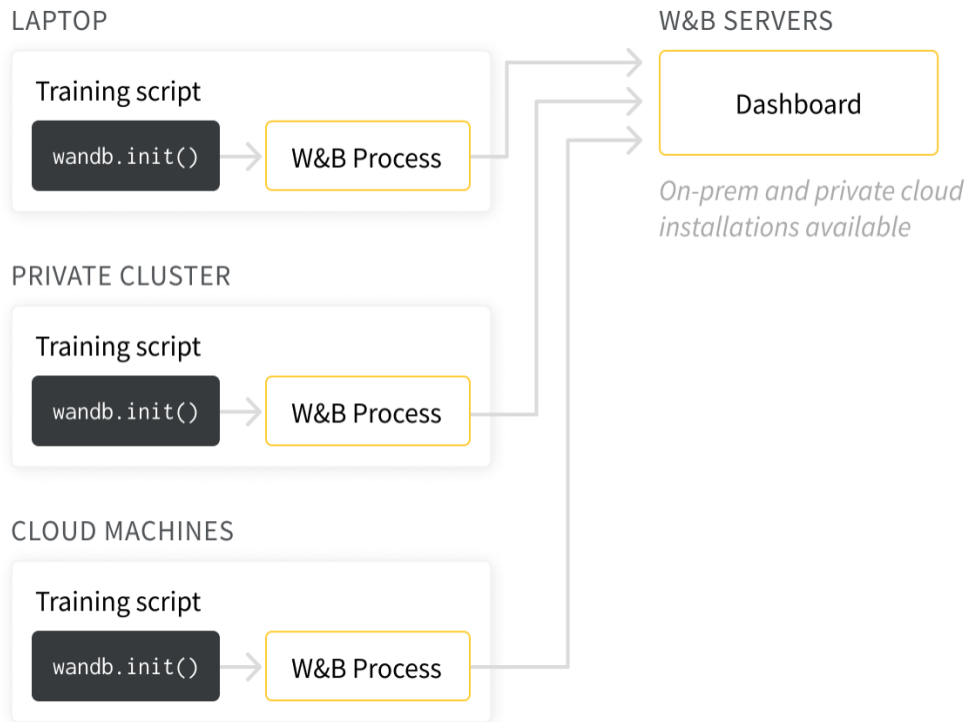 LAPTOP
Training script
wandb.init()
W&B Process
W&B SERVERS
Dashboard
On-prem and private cloud
installations available
PRIVATE CLUSTER
Training script
wandb.init()
W&B Process
CLOUD MACHINES
Training script
wandb.init()
W&B Process